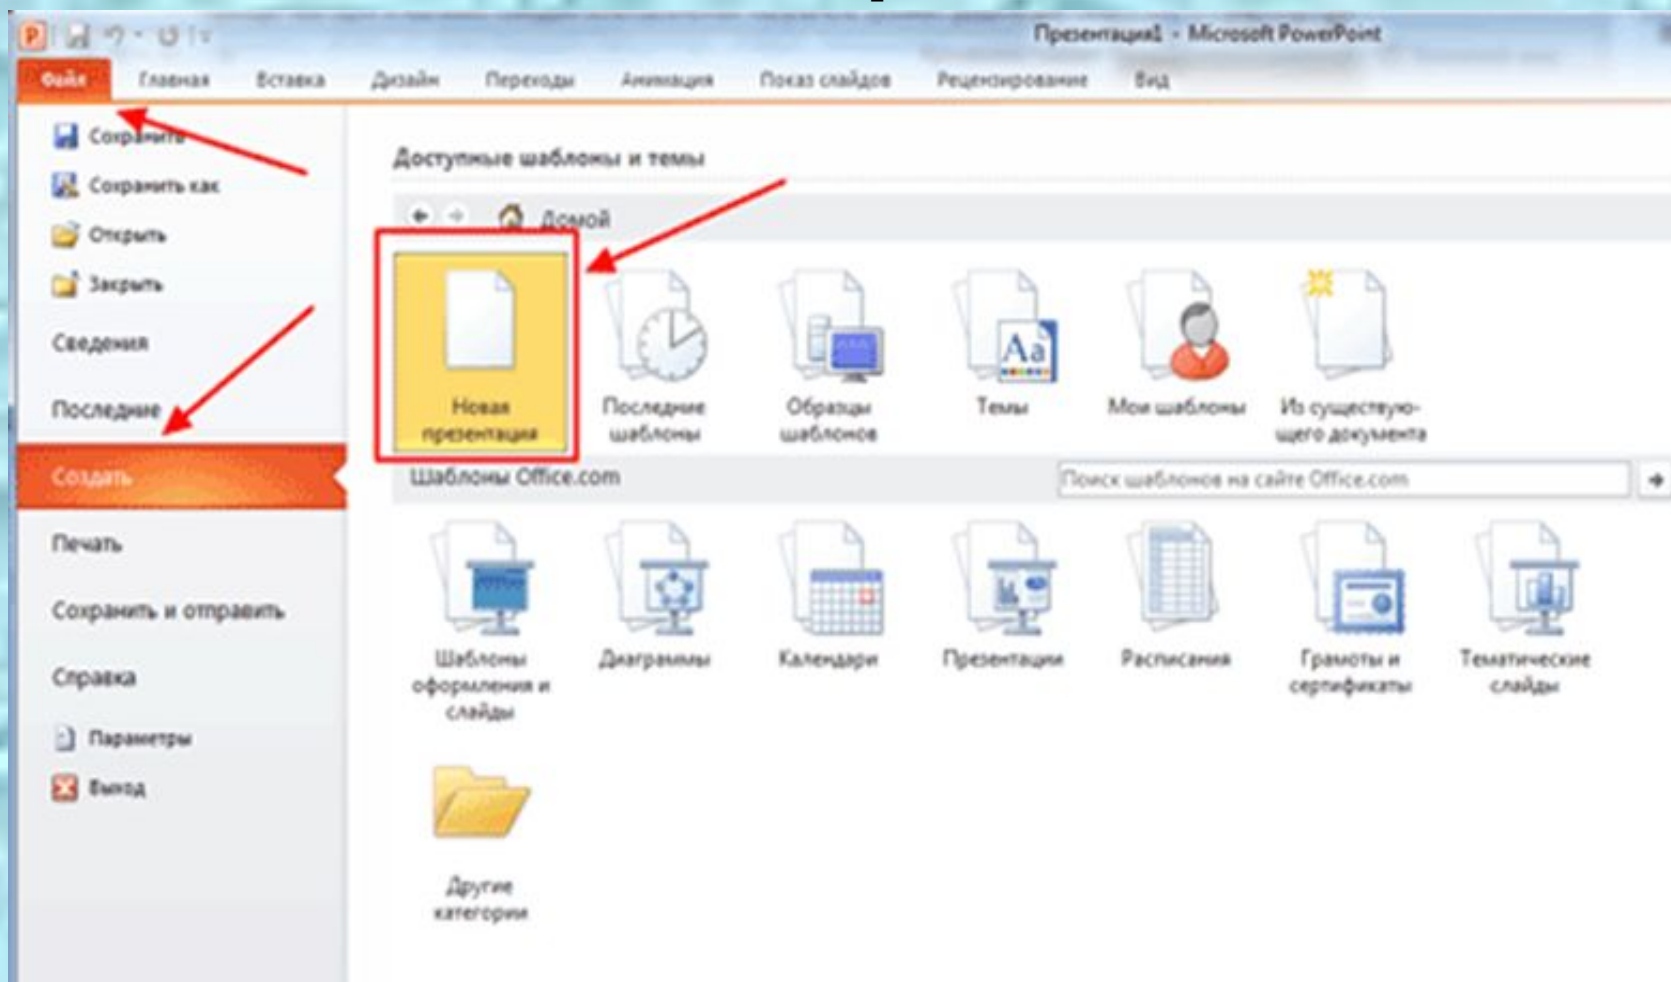 Презентация1 - Microsoft PowerPoint
Файл Главная Вставка Дизайн Переходы Анимация Показ слайдов Рецензирование Вид
Сохранить
Сохранить как
Открыть
Закрыть
Сведения
Последние
Создать
Печать
Сохранить и отправить
Справка
Параметры
Выход
Доступные шаблоны и темы
Домой
Новая
презентация
Последние
шаблоны
Образцы
шаблонов
Темы
Мои шаблоны
Из существую-
щего документа
Шаблоны Office.com
Поиск шаблонов на сайте Office.com
Шаблоны
оформления и
слайды
Диаграммы
Календари
Презентации
Расписания
Грамоты и
сертификаты
Тематические
слайды
Другие
категории